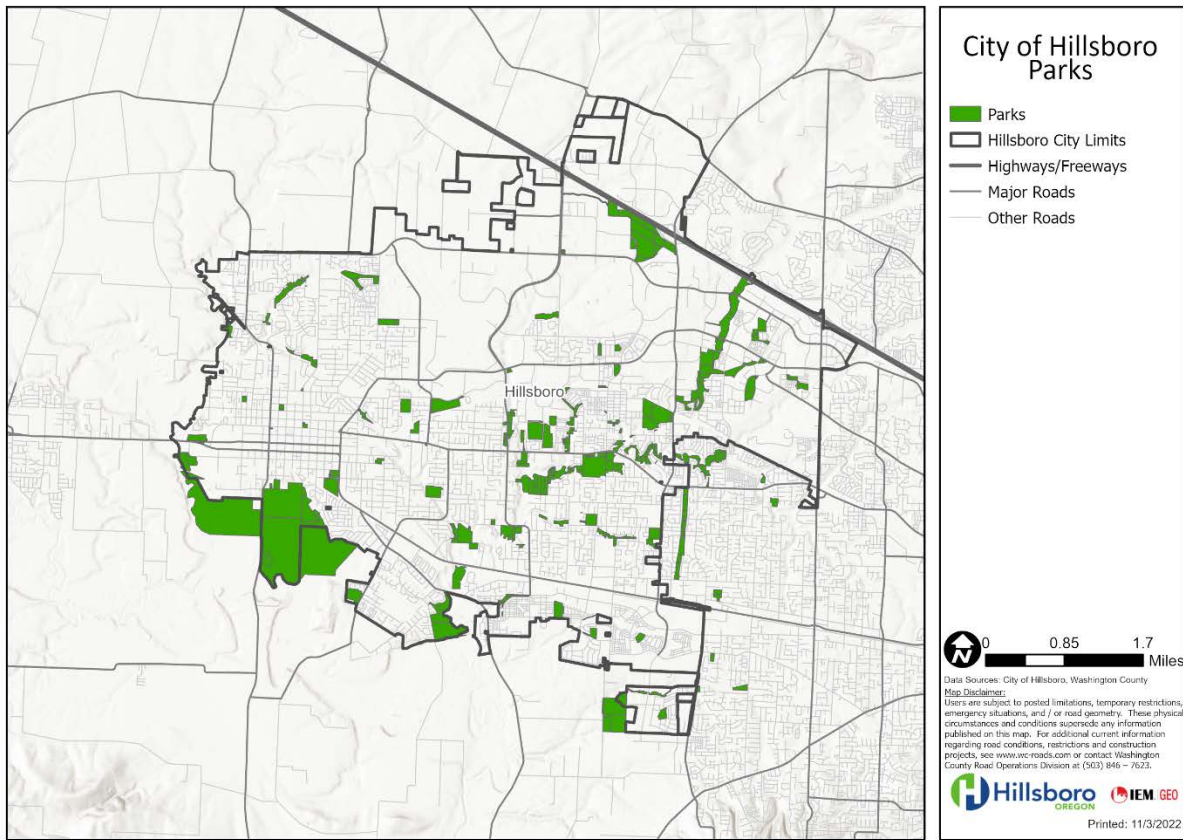 Hillsboro
City of Hillsboro
Parks
Parks
Hillsboro City Limits
Highways/Freeways
Major Roads
Other Roads
N
0 0.85 1.7
Miles
Data Sources: City of Hillsboro, Washington County
Map Disclaimer:
Users are subject to posted limitations, temporary restrictions,
emergency situations, and / or road geometry. These physical
circumstances and conditions supersede any information
published on this map. For additional current information
regarding road conditions, restrictions and construction
projects, see www.wc-roads.com or contact Washington
County Road Operations Division at (503) 846 – 7623.
H Hillsboro
OREGON
IEM/GEO
Printed: 11/3/2022